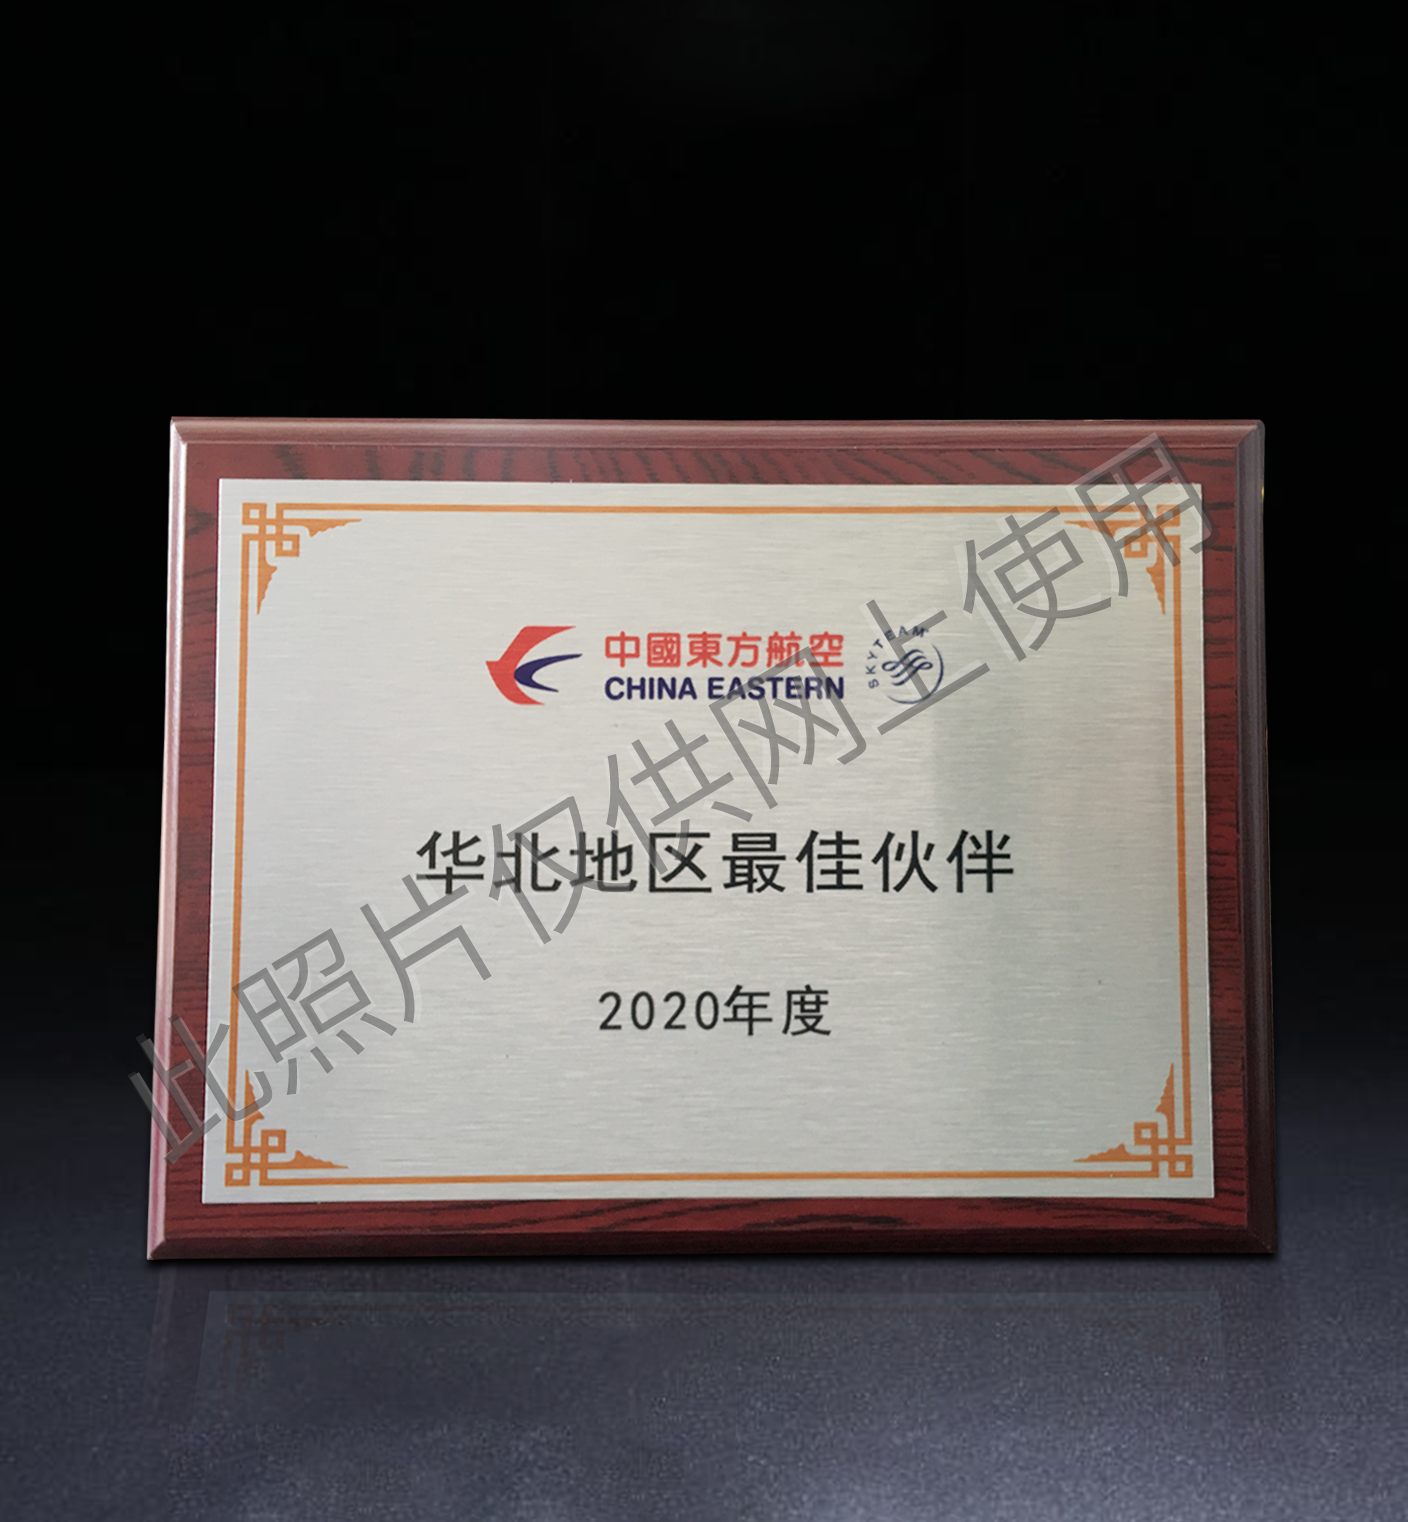 中國東方航空
CHINA EASTERN
SKYTEAM
华北地区最佳伙伴
2020年度
此照片仅供网上使用